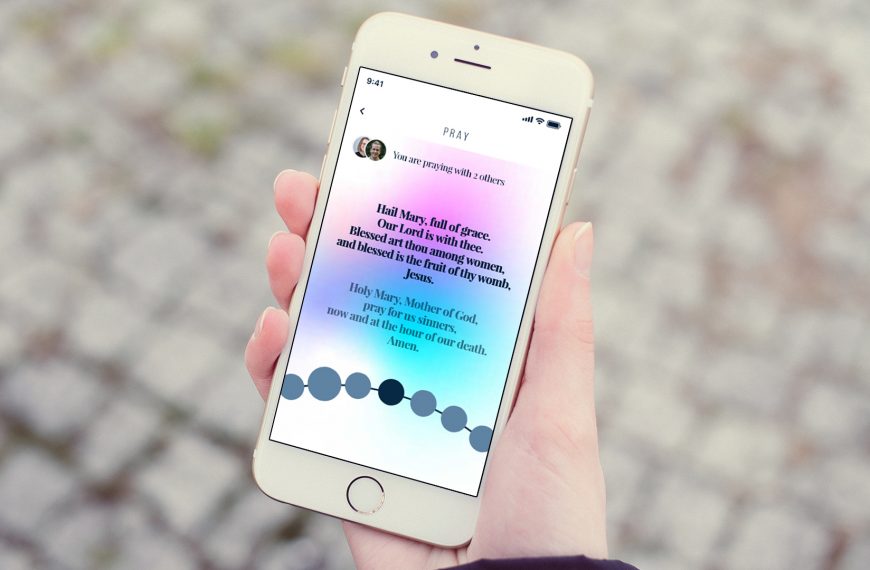 9:41
PRAY
You are praying with 2 others
Hail Mary, full of grace.
Our Lord is with thee.
Blessed art thou among women,
and blessed is the fruit of thy womb,
Jesus.
Holy Mary, Mother of God,
pray for us sinners,
now and at the hour of our death.
Amen.